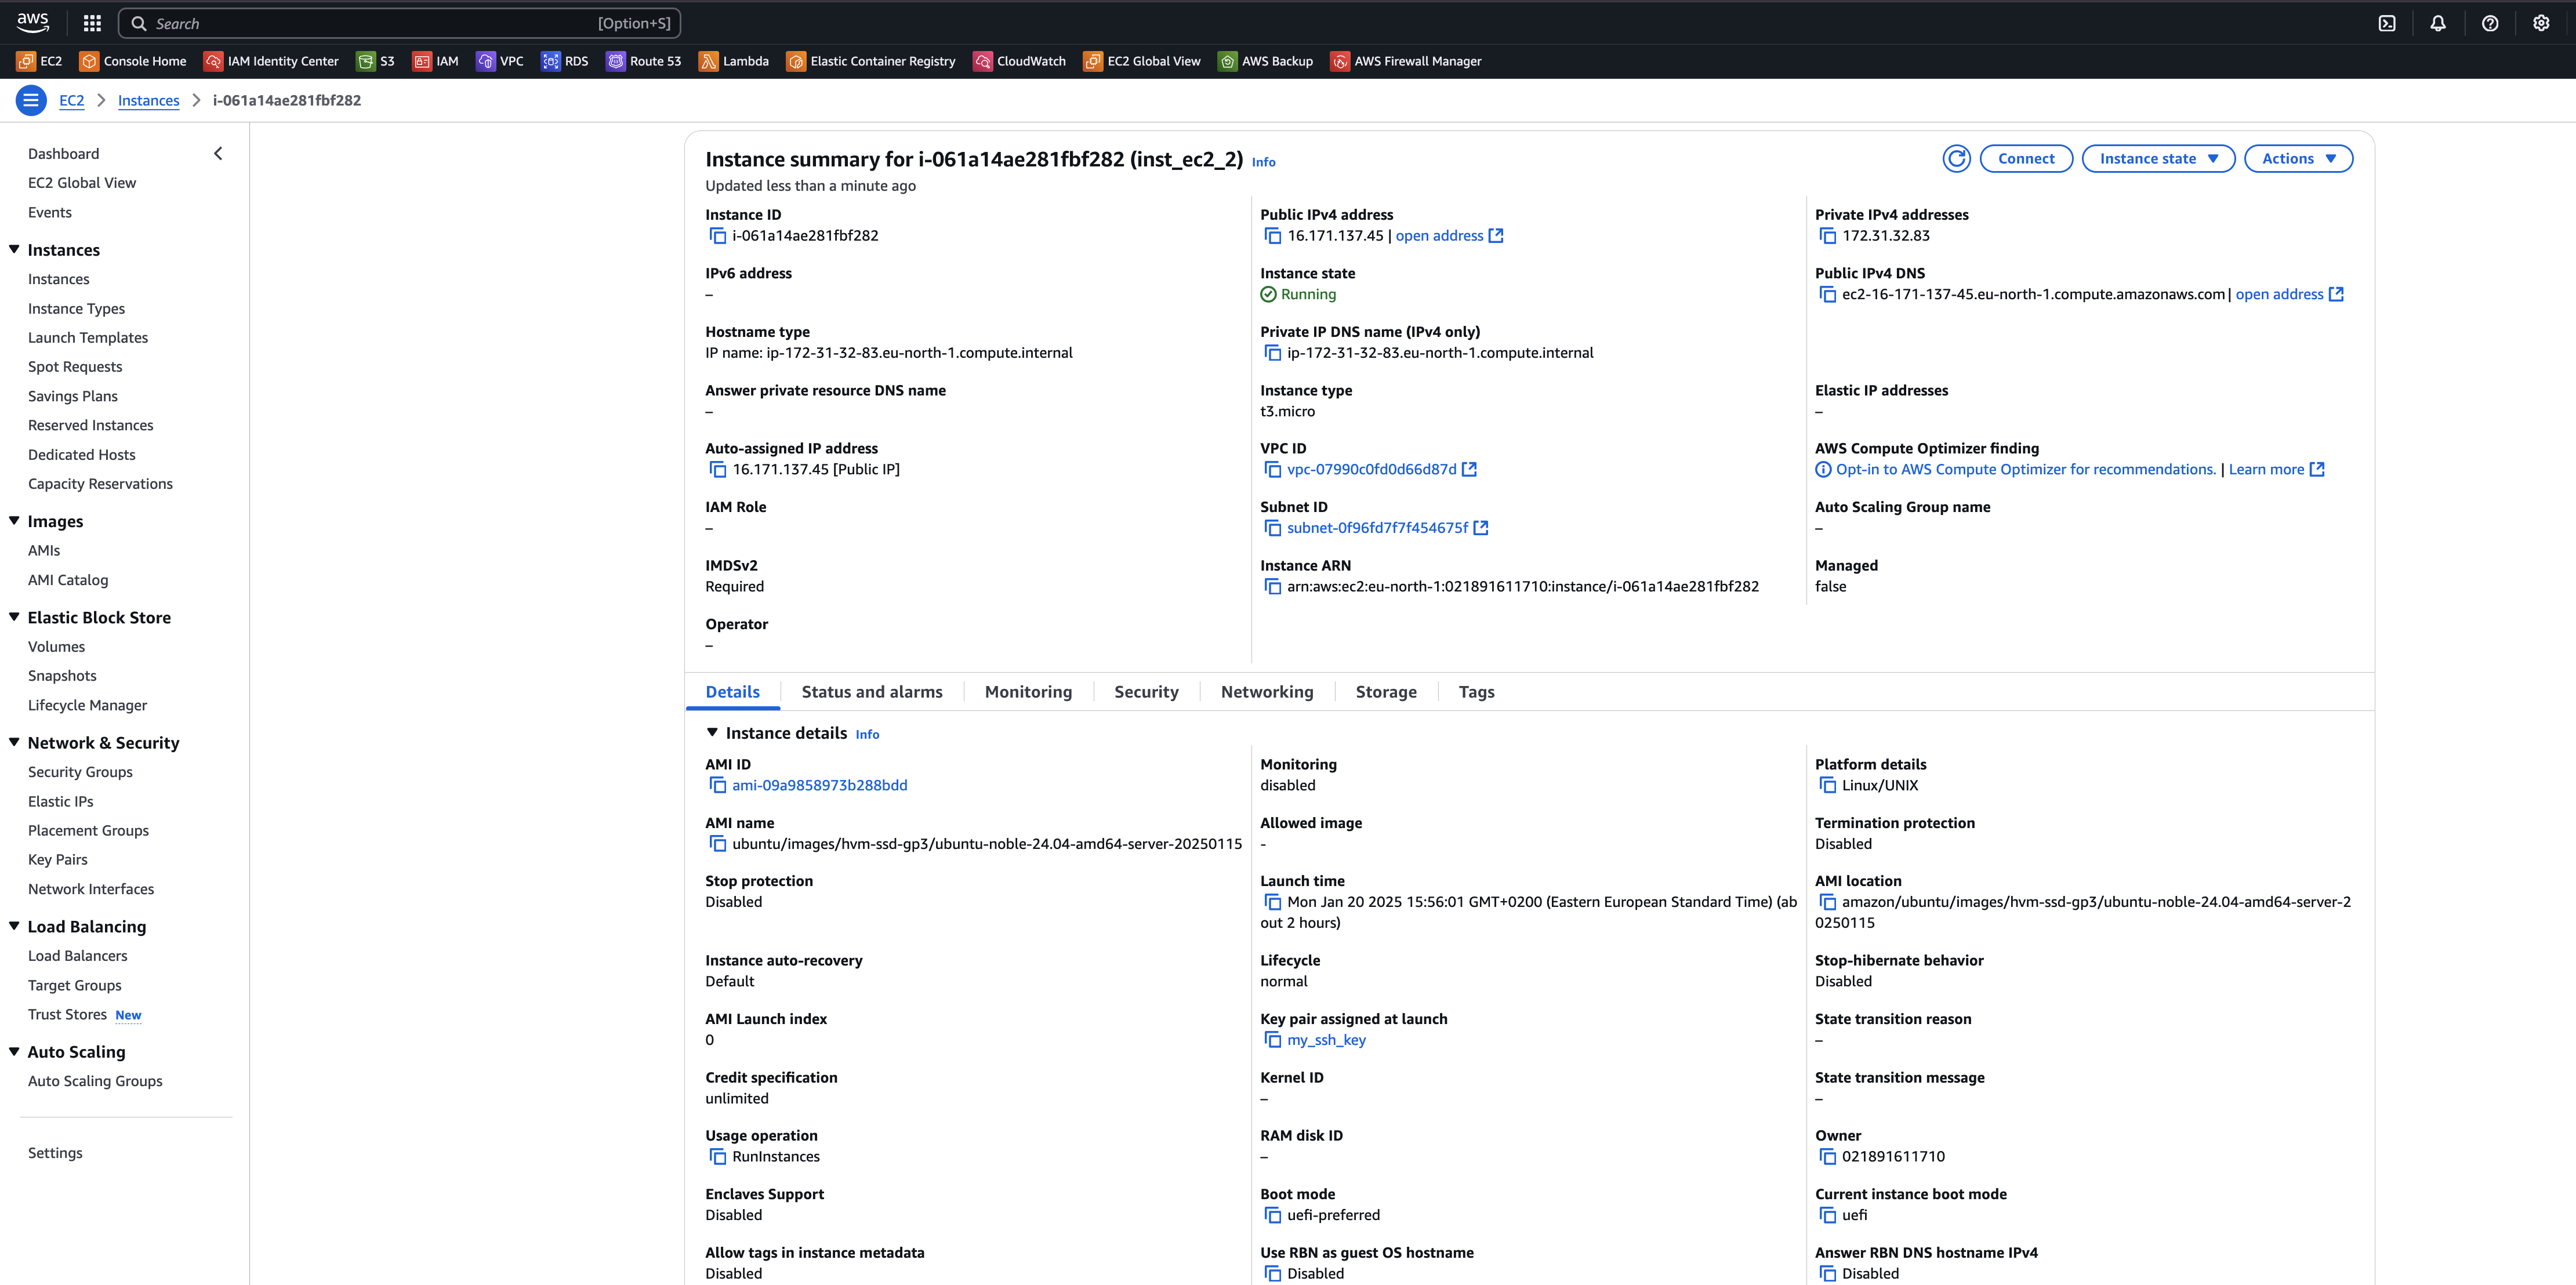 aws
Search [Option+S]
EC2 Console Home IAM Identity Center S3 IAM VPC RDS Route 53 Lambda Elastic Container Registry CloudWatch EC2 Global View AWS Backup AWS Firewall Manager
EC2 > Instances > i-061a14ae281fbf282
Dashboard
EC2 Global View
Events
Instances
Instances
Instance Types
Launch Templates
Spot Requests
Savings Plans
Reserved Instances
Dedicated Hosts
Capacity Reservations
Images
AMIs
AMI Catalog
Elastic Block Store
Volumes
Snapshots
Lifecycle Manager
Network & Security
Security Groups
Elastic IPs
Placement Groups
Key Pairs
Network Interfaces
Load Balancing
Load Balancers
Target Groups
Trust Stores New
Auto Scaling
Auto Scaling Groups
Settings
Instance summary for i-061a14ae281fbf282 (inst_ec2_2) Info
Updated less than a minute ago
Connect Instance state Actions
Instance ID
i-061a14ae281fbf282
Public IPv4 address
16.171.137.45 | open address
Private IPv4 addresses
172.31.32.83
IPv6 address
–
Instance state
Running
Public IPv4 DNS
ec2-16-171-137-45.eu-north-1.compute.amazonaws.com | open address
Hostname type
IP name: ip-172-31-32-83.eu-north-1.compute.internal
Private IP DNS name (IPv4 only)
ip-172-31-32-83.eu-north-1.compute.internal
Answer private resource DNS name
–
Instance type
t3.micro
Elastic IP addresses
–
Auto-assigned IP address
16.171.137.45 [Public IP]
VPC ID
vpc-07990c0fd0d66d87d
AWS Compute Optimizer finding
Opt-in to AWS Compute Optimizer for recommendations. | Learn more
IAM Role
–
Subnet ID
subnet-0f96fd7f7f454675f
Auto Scaling Group name
–
IMDSv2
Required
Instance ARN
arn:aws:ec2:eu-north-1:021891611710:instance/i-061a14ae281fbf282
Managed
false
Operator
–
Details Status and alarms Monitoring Security Networking Storage Tags
Instance details Info
AMI ID
ami-09a9858973b288bdd
Monitoring
disabled
Platform details
Linux/UNIX
AMI name
ubuntu/images/hvm-ssd-gp3/ubuntu-noble-24.04-amd64-server-20250115
Allowed image
-
Termination protection
Disabled
Stop protection
Disabled
Launch time
Mon Jan 20 2025 15:56:01 GMT+0200 (Eastern European Standard Time) (ab
out 2 hours)
AMI location
amazon/ubuntu/images/hvm-ssd-gp3/ubuntu-noble-24.04-amd64-server-2
0250115
Instance auto-recovery
Default
Lifecycle
normal
Stop-hibernate behavior
Disabled
AMI Launch index
0
Key pair assigned at launch
my_ssh_key
State transition reason
–
Credit specification
unlimited
Kernel ID
–
State transition message
–
Usage operation
RunInstances
RAM disk ID
–
Owner
021891611710
Enclaves Support
Disabled
Boot mode
uefi-preferred
Current instance boot mode
uefi
Allow tags in instance metadata
Disabled
Use RBN as guest OS hostname
Disabled
Answer RBN DNS hostname IPv4
Disabled